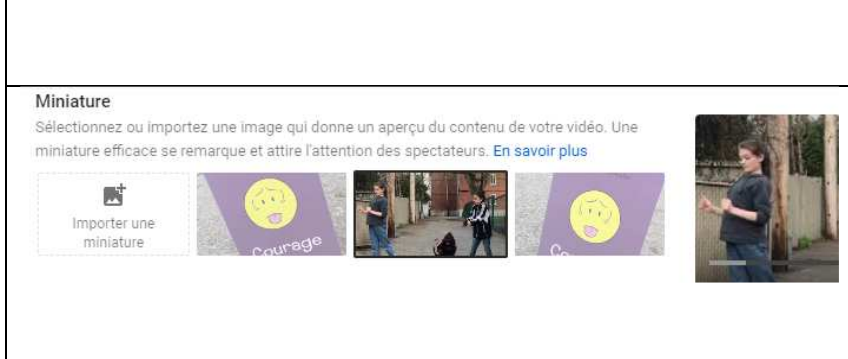 Miniature
Sélectionnez ou importez une image qui donne un aperçu du contenu de votre vidéo. Une
miniature efficace se remarque et attire l'attention des spectateurs. En savoir plus
Importer une
miniature
Courage
Co